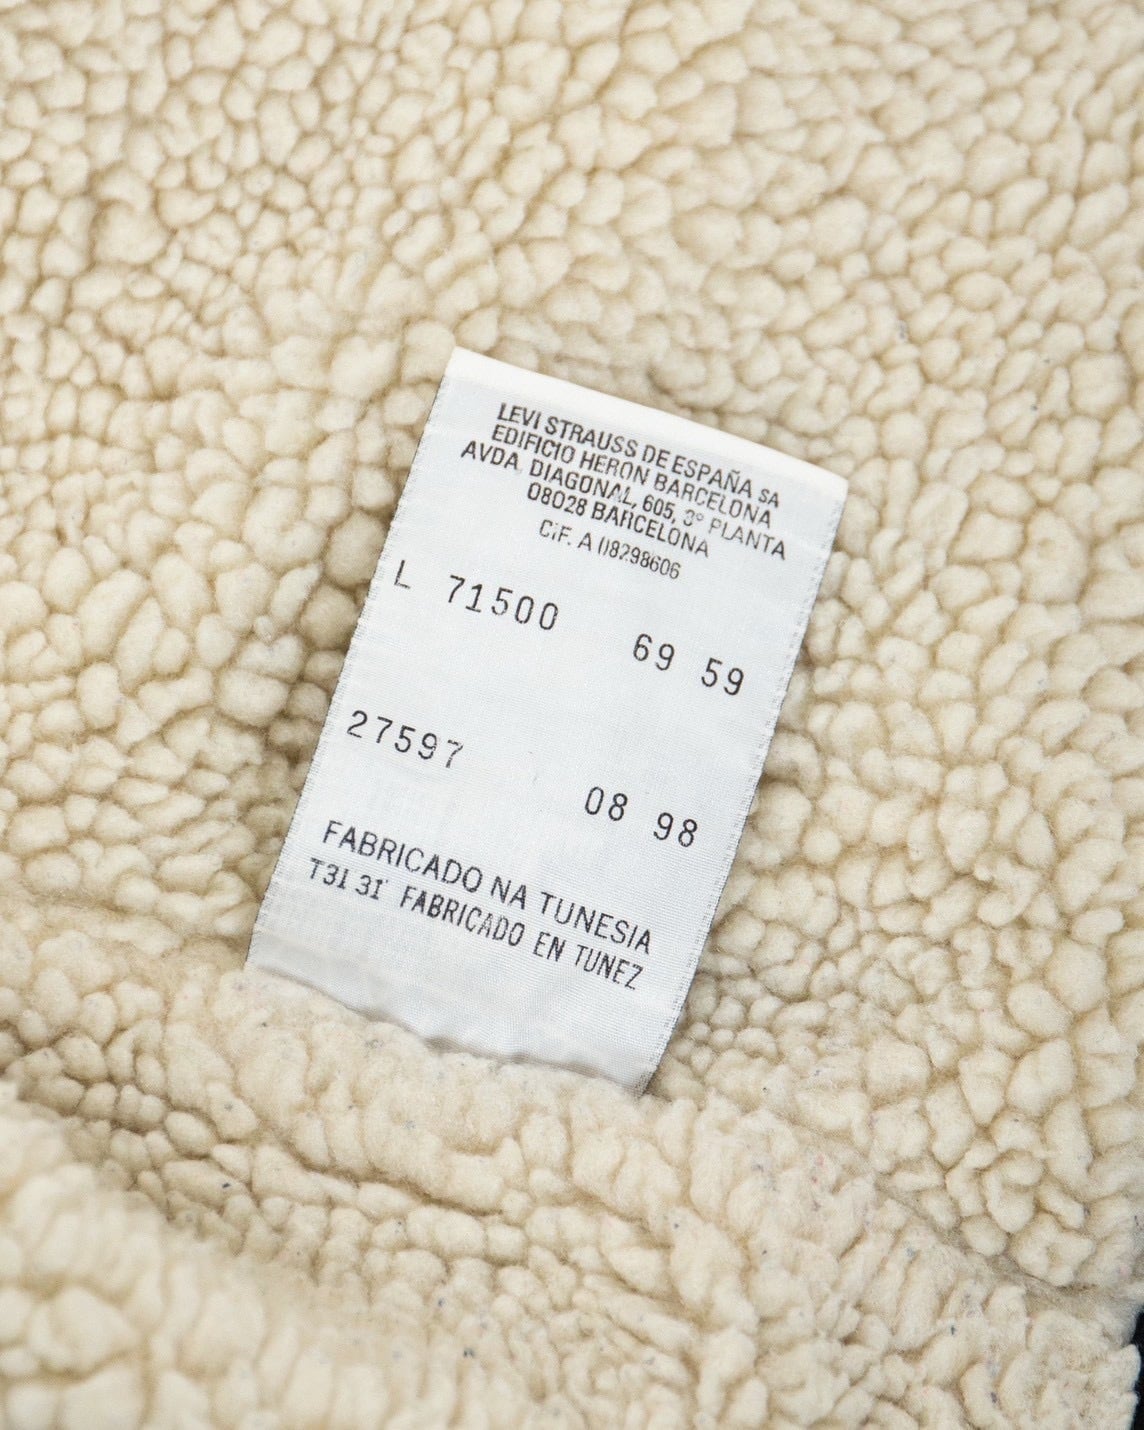 LEVI STRAUSS DE ESPAÑA SA
EDIFICIO HERON BARCELONA
AVDA. DIAGONAL, 605, 3º PLANTA
08028 BARCELONA
C.I.F. A 08298606
L 71500 69 59
27597 08 98
FABRICADO NA TUNESIA
T31 31 FABRICADO EN TUNEZ